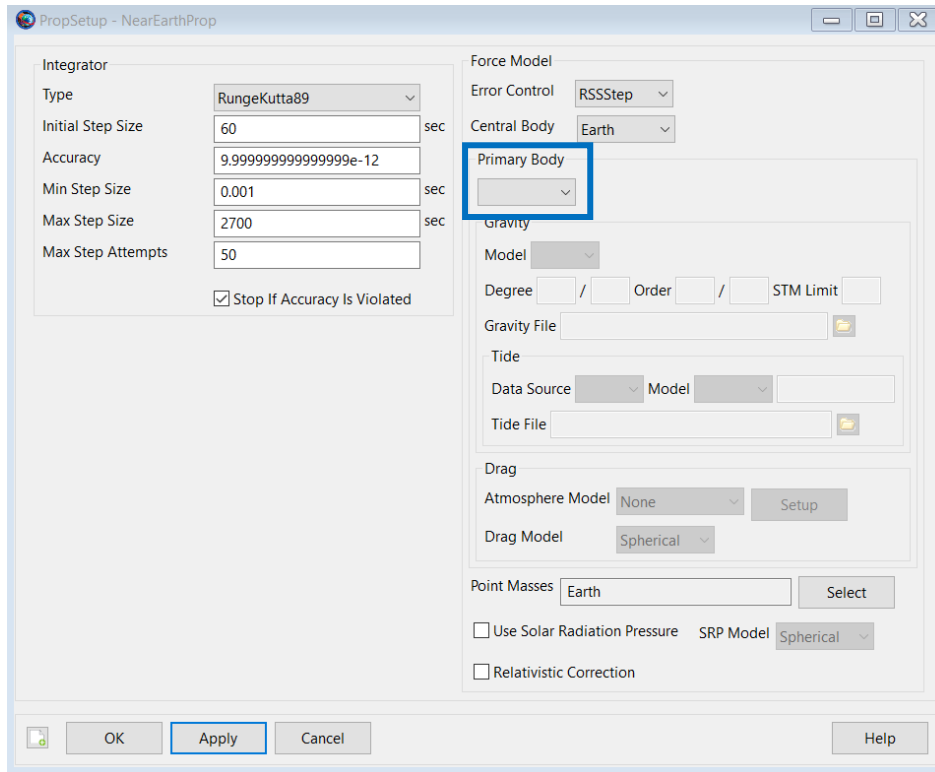 PropSetup - NearEarthProp
Integrator
Type RungeKutta89
Initial Step Size 60 sec
Accuracy 9.999999999999999e-12
Min Step Size 0.001 sec
Max Step Size 2700 sec
Max Step Attempts 50
Stop If Accuracy Is Violated
Force Model
Error Control RSSStep
Central Body Earth
Primary Body
Gravity
Model
Degree / Order / STM Limit
Gravity File
Tide
Data Source Model
Tide File
Drag
Atmosphere Model None Setup
Drag Model Spherical
Point Masses Earth Select
Use Solar Radiation Pressure SRP Model Spherical
Relativistic Correction
OK Apply Cancel Help